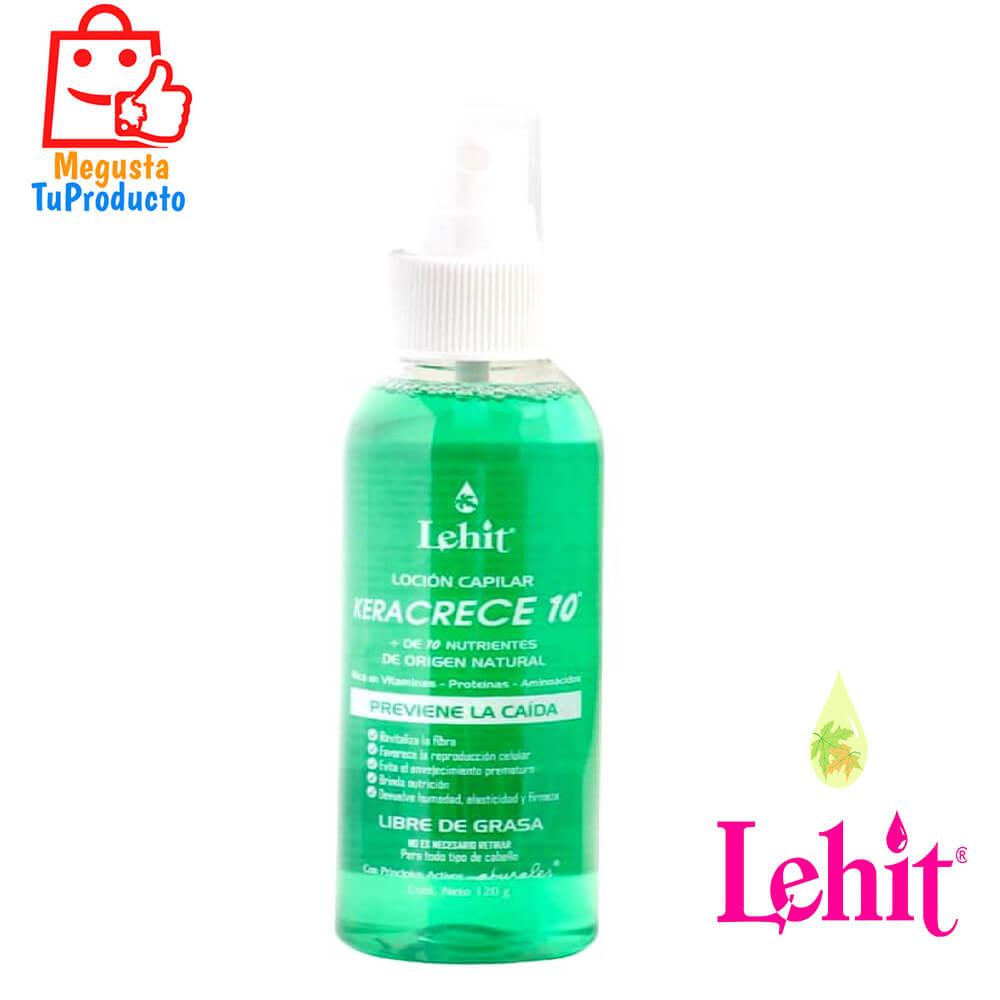 Megusta
TuProducto
Lehit®
LOCIÓN CAPILAR
KERACRECE 10®
+ DE 10 NUTRIENTES
DE ORIGEN NATURAL
Rica en Vitaminas - Proteínas - Aminoácidos
PREVIENE LA CAÍDA
Revitaliza la fibra
Favorece la reproducción celular
Evita el envejecimiento prematuro
Brinda nutrición
Devuelve humedad, elasticidad y firmeza
LIBRE DE GRASA
NO ES NECESARIO RETIRAR
Para todo tipo de cabello
Con Principios Activos naturales®
Cont. Neto 120 g
Lehit®